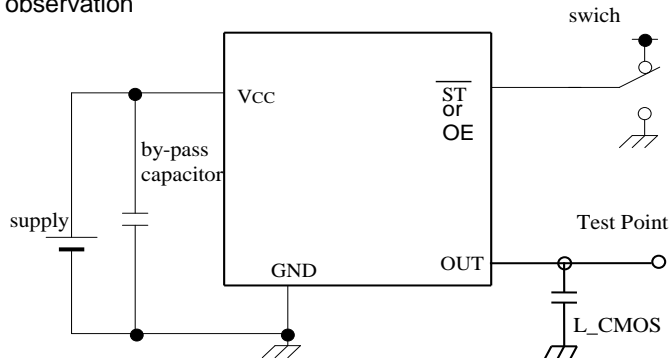 observation
swich
VCC
ST
or
OE
by-pass
capacitor
supply
Test Point
GND
OUT
L_CMOS